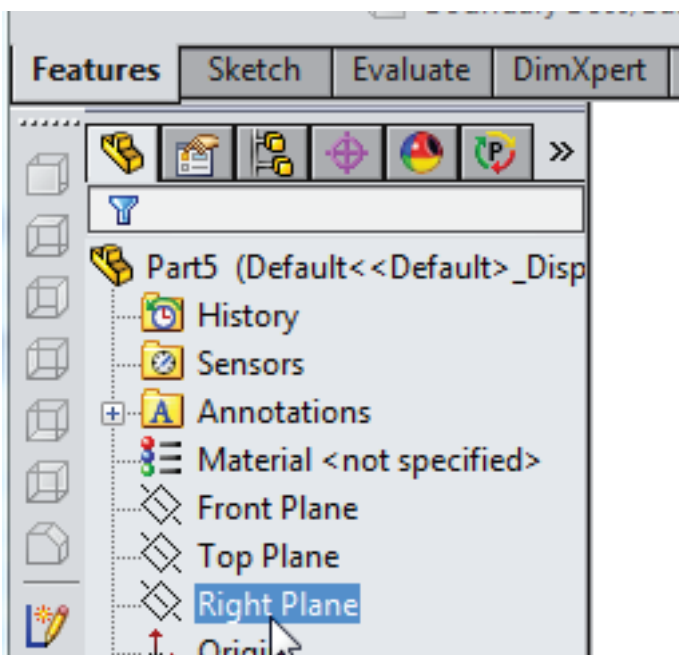 Features Sketch Evaluate DimXpert
Part5 (Default<<Default>_Disp
History
Sensors
Annotations
Material <not specified>
Front Plane
Top Plane
Right Plane